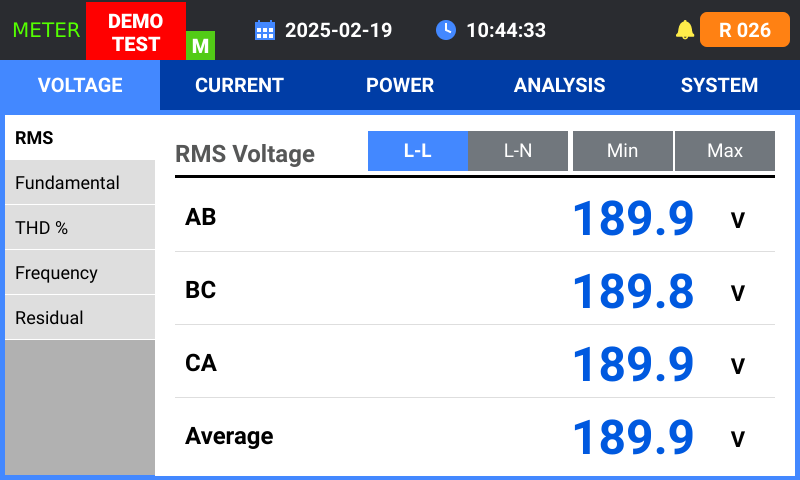 METER DEMO TEST M 2025-02-19 10:44:33 R 026
VOLTAGE CURRENT POWER ANALYSIS SYSTEM
RMS
Fundamental
THD %
Frequency
Residual
RMS Voltage L-L L-N Min Max
AB 189.9 V
BC 189.8 V
CA 189.9 V
Average 189.9 V